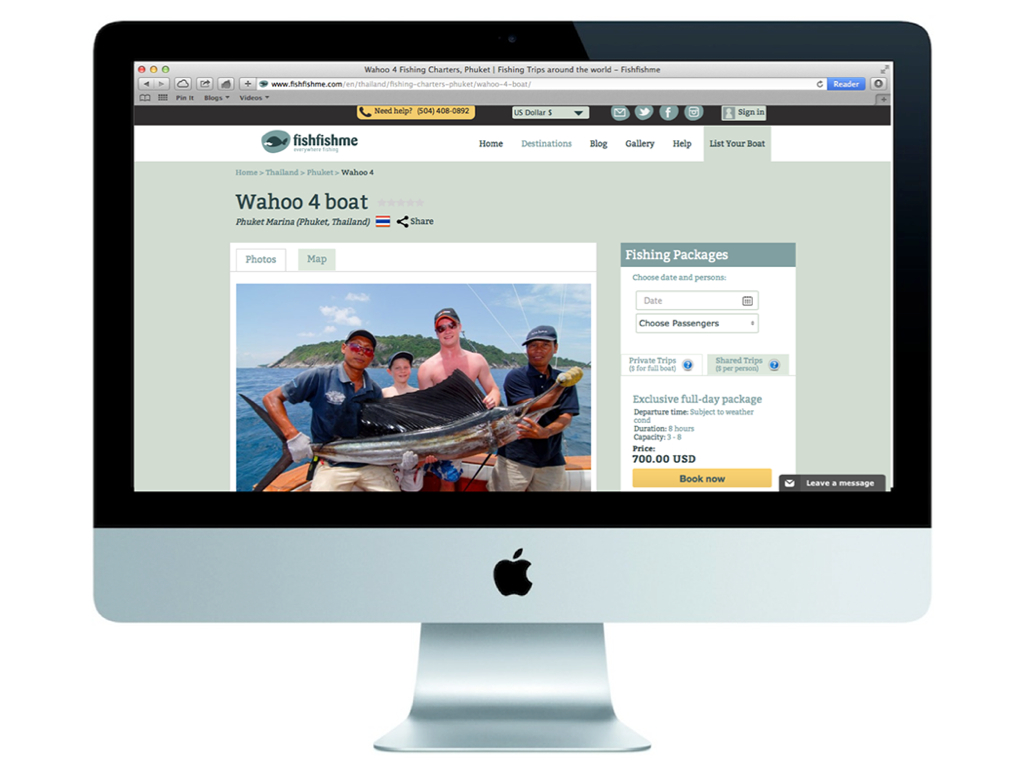 Wahoo 4 Fishing Charters, Phuket | Fishing Trips around the world – Fishfishme
www.fishfishme.com/en/thailand/fishing-charters-phuket/wahoo-4-boat/
Reader
Pin It Blogs Videos
Need help? (504) 408-0892
US Dollar $
Sign in
fishfishme
everywhere fishing
Home Destinations Blog Gallery Help List Your Boat
Home > Thailand > Phuket > Wahoo 4
Wahoo 4 boat
Phuket Marina (Phuket, Thailand) Share
Photos Map
Fishing Packages
Choose date and persons:
Date
Choose Passengers
Private Trips
($ for full boat)
Shared Trips
($ per person)
Exclusive full-day package
Departure time: Subject to weather
cond
Duration: 8 hours
Capacity: 3 - 8
Price:
700.00 USD
Book now
Leave a message